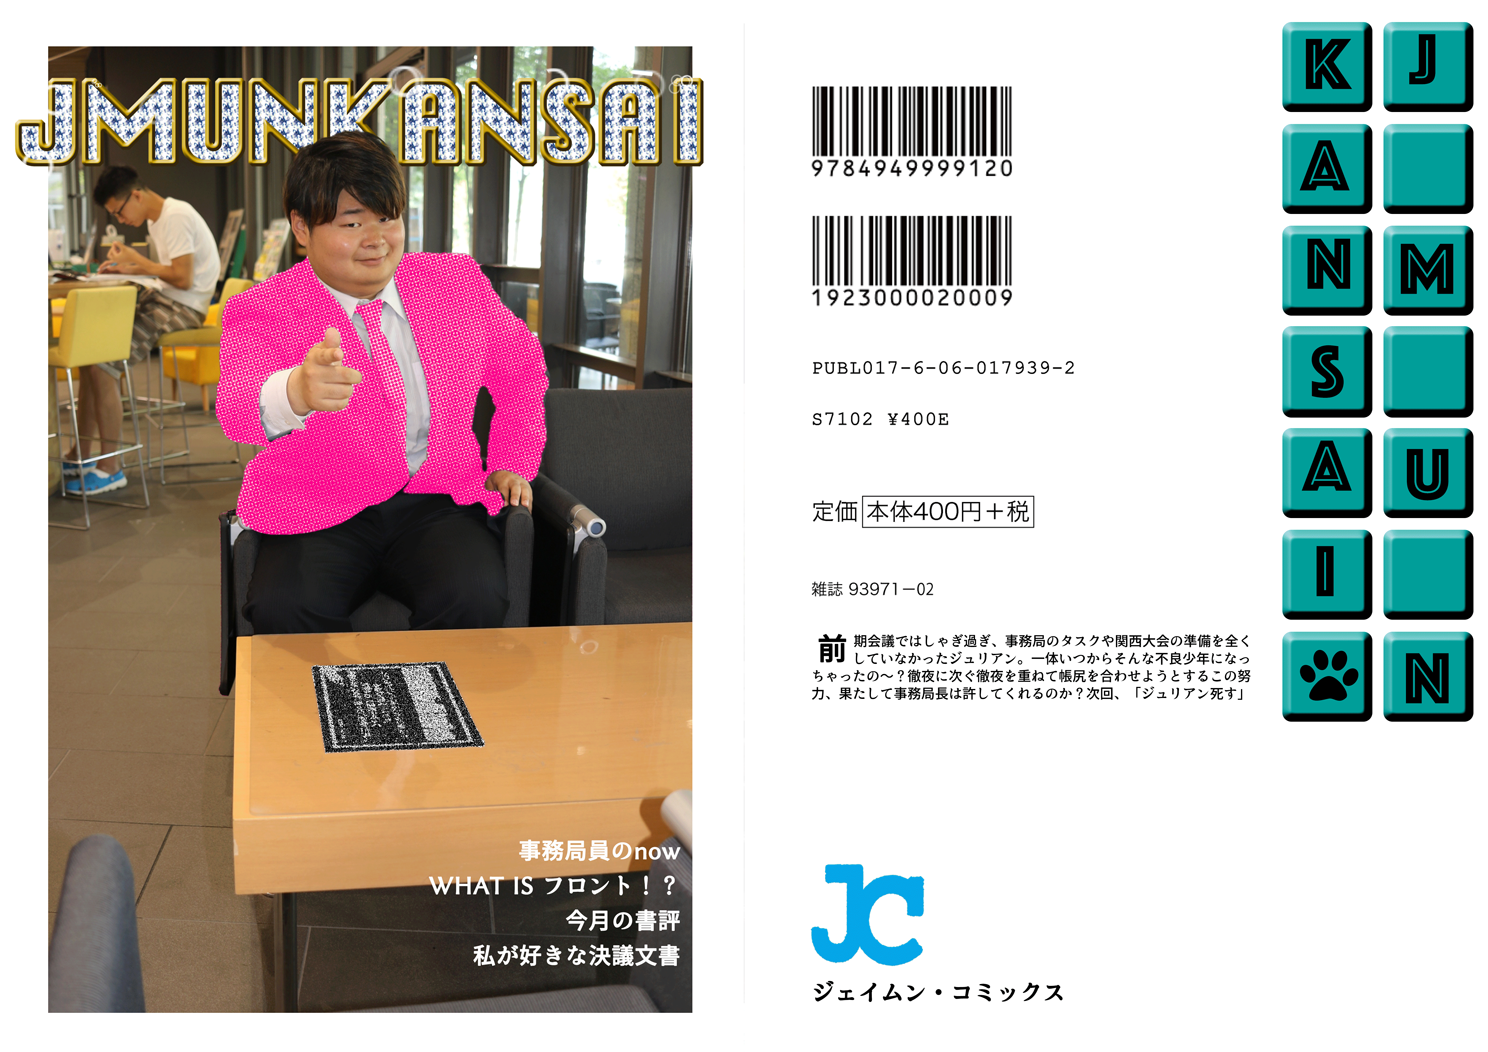 JMUNKANSAI
事務局員のnow
WHAT IS フロント！？
今月の書評
私が好きな決議文書
9784949999120
1923000020009
PUBL017-6-06-017939-2
S7102 ¥400E
定価 本体400円＋税
雑誌 93971－02
前期会議ではしゃぎ過ぎ、事務局のタスクや関西大会の準備を全く
していなかったジュリアン。一体いつからそんな不良少年になっ
ちゃったの～？徹夜に次ぐ徹夜を重ねて帳尻を合わせようとするこの努
力、果たして事務局長は許してくれるのか？次回、「ジュリアン死す」
JC
ジェイムン・コミックス
J
M
U
N
K
A
N
S
A
I